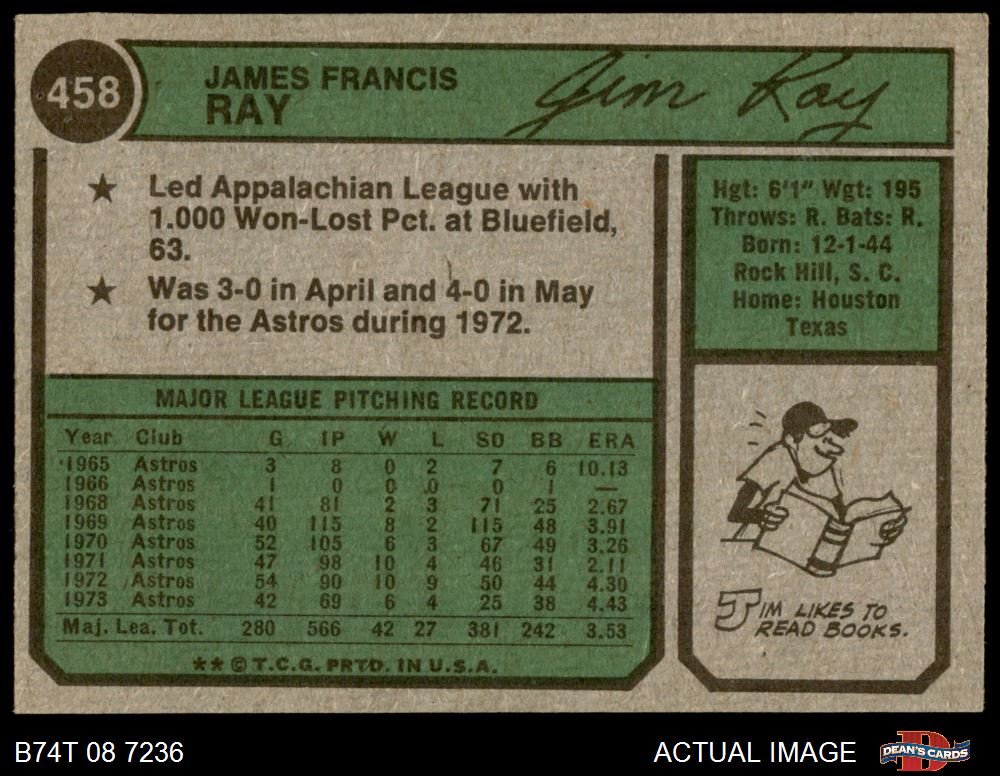 458
JAMES FRANCIS
RAY
Jim Ray
★ Led Appalachian League with
1.000 Won-Lost Pct. at Bluefield,
63.
★ Was 3-0 in April and 4-0 in May
for the Astros during 1972.
Hgt: 6'1" Wgt: 195
Throws: R. Bats: R.
Born: 12-1-44
Rock Hill, S. C.
Home: Houston
Texas
MAJOR LEAGUE PITCHING RECORD
Year Club G IP W L SO BB ERA
1965 Astros 3 8 0 2 7 6 10.13
1966 Astros 1 0 0 0 0 1 —
1968 Astros 41 81 2 3 71 25 2.67
1969 Astros 40 115 8 2 115 48 3.91
1970 Astros 52 105 6 3 67 49 3.26
1971 Astros 47 98 10 4 46 31 2.11
1972 Astros 54 90 10 9 50 44 4.30
1973 Astros 42 69 6 4 25 38 4.43
Maj. Lea. Tot. 280 566 42 27 381 242 3.53
★★ © T.C.G. PRTD. IN U.S.A.
JIM LIKES TO
READ BOOKS.
B74T 08 7236
ACTUAL IMAGE
D
DEAN'S CARDS